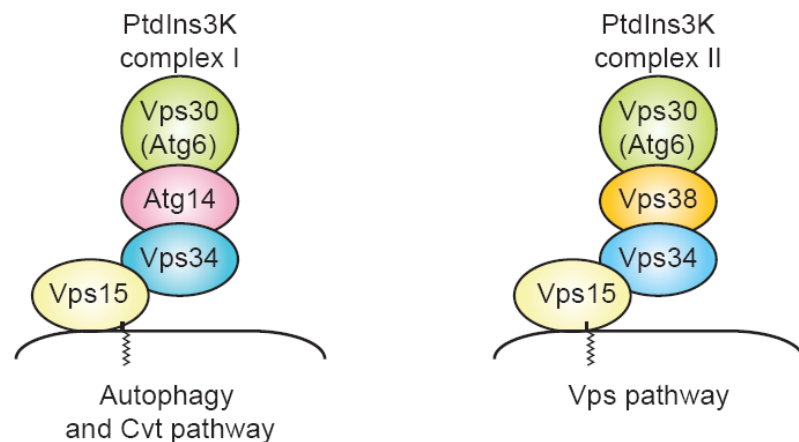 PtdIns3K
complex I
Vps30
(Atg6)
Atg14
Vps34
Vps15
Autophagy
and Cvt pathway
PtdIns3K
complex II
Vps30
(Atg6)
Vps38
Vps34
Vps15
Vps pathway